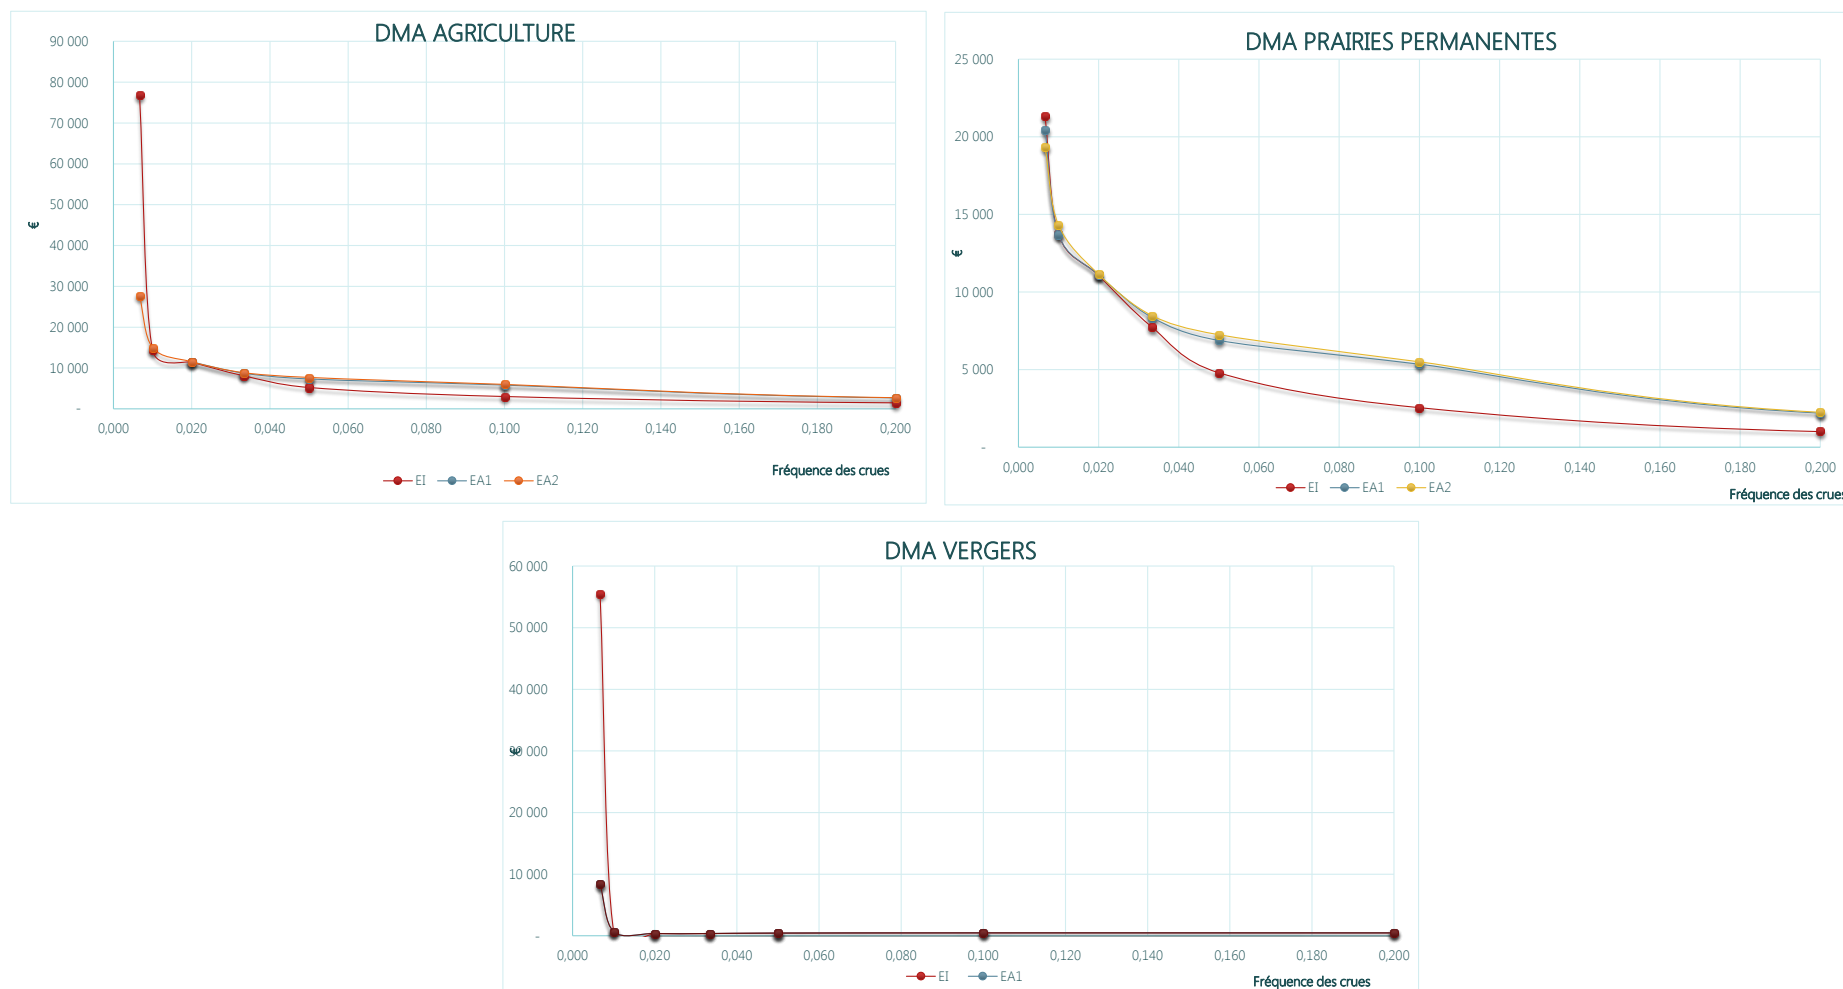 DMA AGRICULTURE
90 000
80 000
70 000
60 000
50 000
40 000
30 000
20 000
10 000
-
€
0,000 0,020 0,040 0,060 0,080 0,100 0,120 0,140 0,160 0,180 0,200
Fréquence des crues
EI EA1 EA2
DMA PRAIRIES PERMANENTES
25 000
20 000
15 000
10 000
5 000
-
€
0,000 0,020 0,040 0,060 0,080 0,100 0,120 0,140 0,160 0,180 0,200
EI EA1 EA2
Fréquence des crues
DMA VERGERS
60 000
50 000
40 000
30 000
20 000
10 000
-
€
0,000 0,020 0,040 0,060 0,080 0,100 0,120 0,140 0,160 0,180 0,200
EI EA1
Fréquence des crues